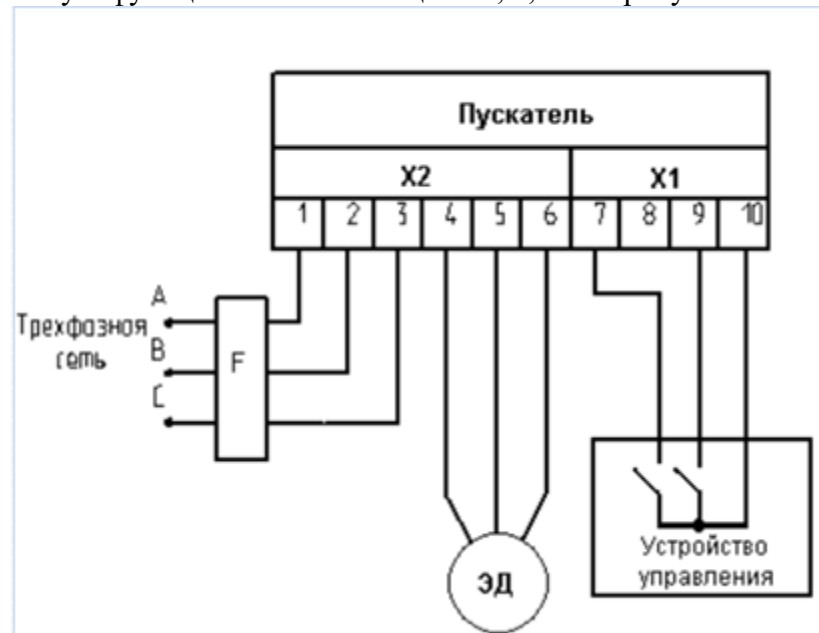 Пускатель
X2 X1
1 2 3 4 5 6 7 8 9 10
A
Трехфазная
сеть
B
C
F
ЭД
Устройство
управления